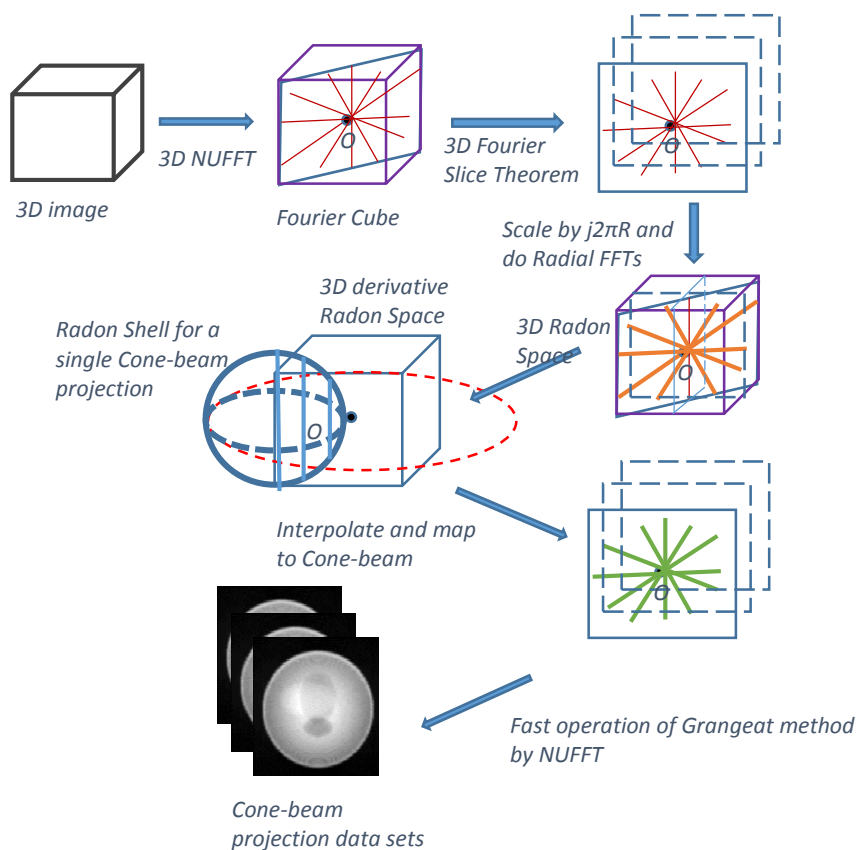 3D image
3D NUFFT
O
Fourier Cube
3D Fourier
Slice Theorem
O
Scale by j2πR and
do Radial FFTs
3D Radon
Space
O
3D derivative
Radon Space
Radon Shell for a
single Cone-beam
projection
O
Interpolate and map
to Cone-beam
O
Fast operation of Grangeat method
by NUFFT
Cone-beam
projection data sets